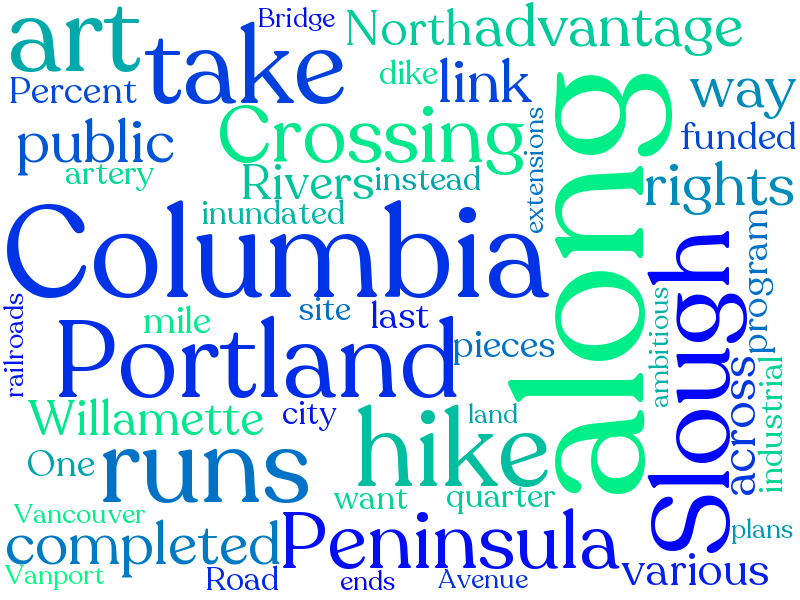 art
take
Bridge
North
advantage
Percent
dike
link
way
public
Crossing
extensions
along
funded
artery
Rivers
instead
rights
inundated
Columbia
Slough
program
railroads
mile
site
last
Portland
pieces
ambitious
across
industrial
Willamette
city
land
hike
One
runs
want
quarter
Vancouver
completed
Peninsula
plans
Vanport
Road
ends
Avenue
various